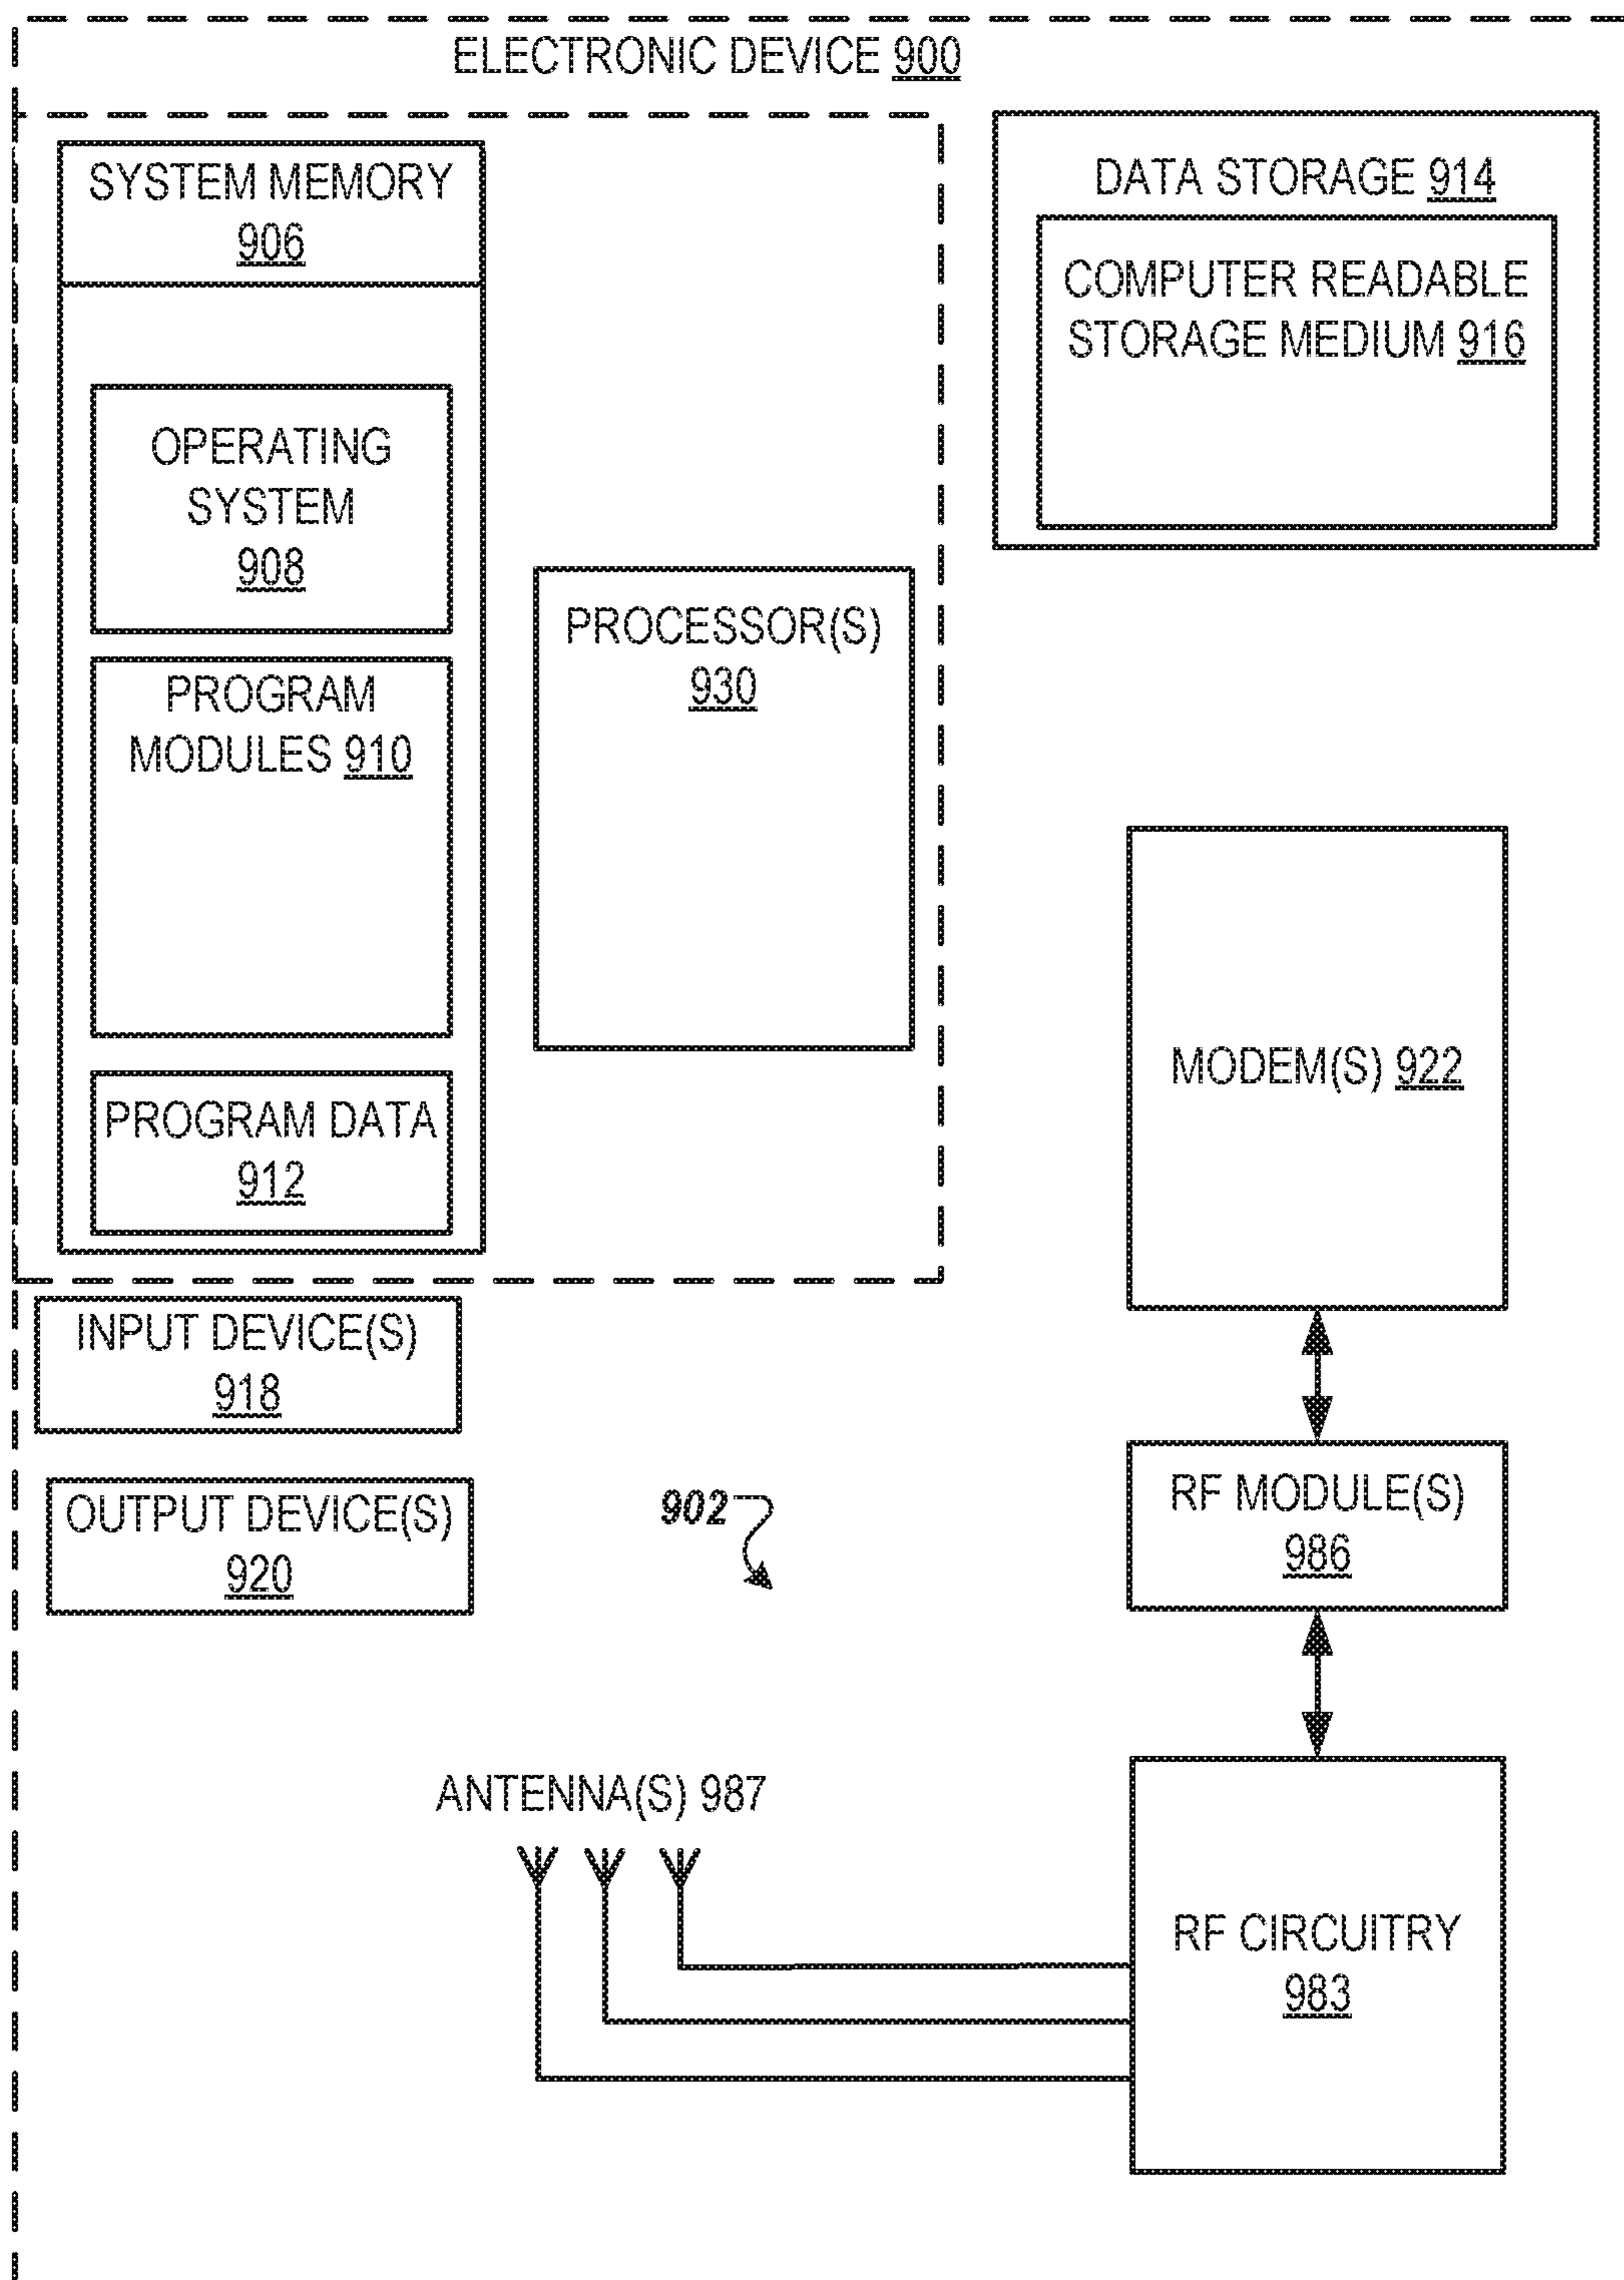 ELECTRONIC DEVICE 900
SYSTEM MEMORY
906
OPERATING
SYSTEM
908
PROGRAM
MODULES 910
PROGRAM DATA
912
PROCESSOR(S)
930
DATA STORAGE 914
COMPUTER READABLE
STORAGE MEDIUM 916
MODEM(S) 922
INPUT DEVICE(S)
918
OUTPUT DEVICE(S)
920
902
RF MODULE(S)
986
ANTENNA(S) 987
RF CIRCUITRY
983